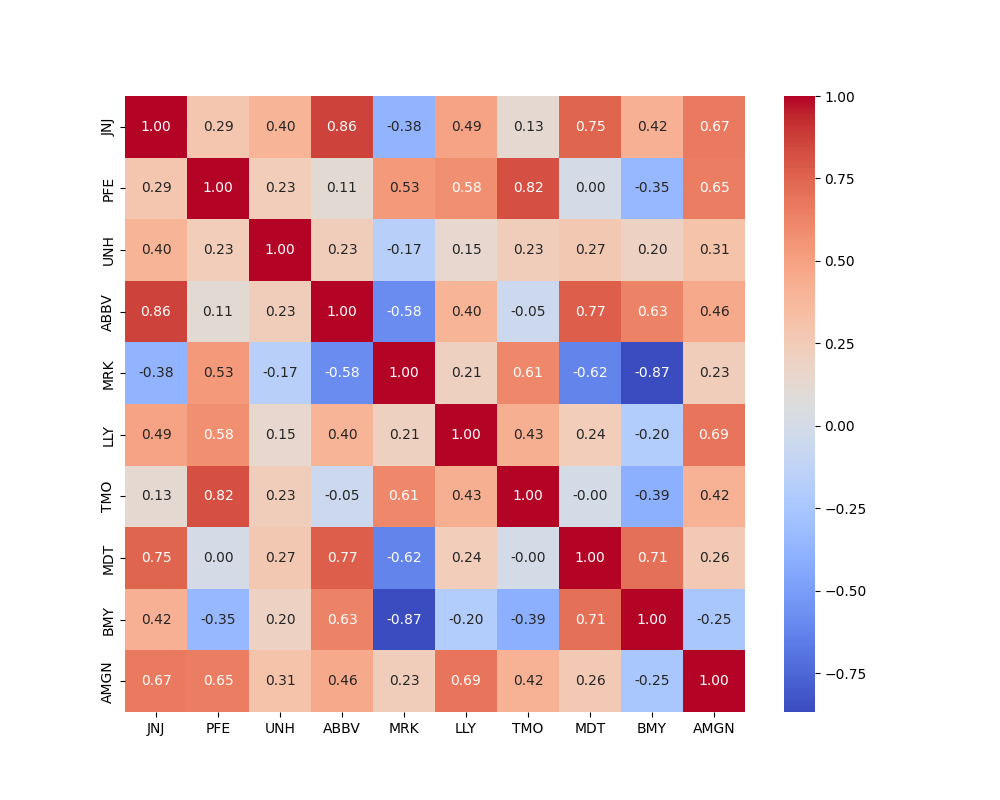 JNJ 1.00 0.29 0.40 0.86 -0.38 0.49 0.13 0.75 0.42 0.67
PFE 0.29 1.00 0.23 0.11 0.53 0.58 0.82 0.00 -0.35 0.65
UNH 0.40 0.23 1.00 0.23 -0.17 0.15 0.23 0.27 0.20 0.31
ABBV 0.86 0.11 0.23 1.00 -0.58 0.40 -0.05 0.77 0.63 0.46
MRK -0.38 0.53 -0.17 -0.58 1.00 0.21 0.61 -0.62 -0.87 0.23
LLY 0.49 0.58 0.15 0.40 0.21 1.00 0.43 0.24 -0.20 0.69
TMO 0.13 0.82 0.23 -0.05 0.61 0.43 1.00 -0.00 -0.39 0.42
MDT 0.75 0.00 0.27 0.77 -0.62 0.24 -0.00 1.00 0.71 0.26
BMY 0.42 -0.35 0.20 0.63 -0.87 -0.20 -0.39 0.71 1.00 -0.25
AMGN 0.67 0.65 0.31 0.46 0.23 0.69 0.42 0.26 -0.25 1.00
JNJ PFE UNH ABBV MRK LLY TMO MDT BMY AMGN
1.00
0.75
0.50
0.25
0.00
−0.25
−0.50
−0.75